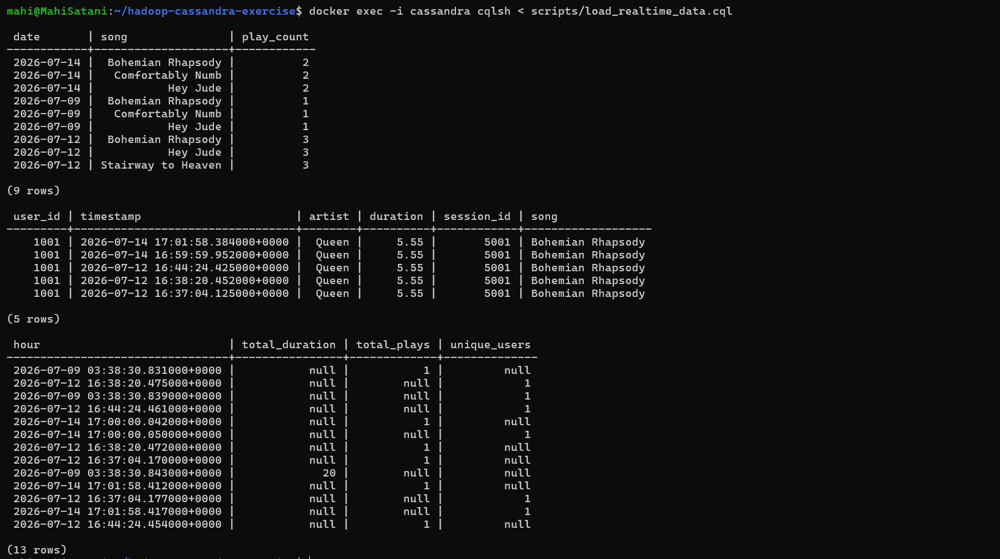 mahi@MahiSatani:~/hadoop-cassandra-exercise$ docker exec -i cassandra cqlsh < scripts/load_realtime_data.cql
 date       | song               | play_count
------------+--------------------+------------
 2026-07-14 |  Bohemian Rhapsody |          2
 2026-07-14 |   Comfortably Numb |          2
 2026-07-14 |           Hey Jude |          2
 2026-07-09 |  Bohemian Rhapsody |          1
 2026-07-09 |   Comfortably Numb |          1
 2026-07-09 |           Hey Jude |          1
 2026-07-12 |  Bohemian Rhapsody |          3
 2026-07-12 |           Hey Jude |          3
 2026-07-12 | Stairway to Heaven |          3
(9 rows)
 user_id | timestamp                       | artist | duration | session_id | song
---------+---------------------------------+--------+----------+------------+-------------------
    1001 | 2026-07-14 17:01:58.384000+0000 |  Queen |     5.55 |       5001 | Bohemian Rhapsody
    1001 | 2026-07-14 16:59:59.952000+0000 |  Queen |     5.55 |       5001 | Bohemian Rhapsody
    1001 | 2026-07-12 16:44:24.425000+0000 |  Queen |     5.55 |       5001 | Bohemian Rhapsody
    1001 | 2026-07-12 16:38:20.452000+0000 |  Queen |     5.55 |       5001 | Bohemian Rhapsody
    1001 | 2026-07-12 16:37:04.125000+0000 |  Queen |     5.55 |       5001 | Bohemian Rhapsody
(5 rows)
 hour                            | total_duration | total_plays | unique_users
---------------------------------+----------------+-------------+--------------
 2026-07-09 03:38:30.831000+0000 |           null |           1 |         null
 2026-07-12 16:38:20.475000+0000 |           null |        null |            1
 2026-07-09 03:38:30.839000+0000 |           null |        null |            1
 2026-07-12 16:44:24.461000+0000 |           null |        null |            1
 2026-07-14 17:00:00.042000+0000 |           null |           1 |         null
 2026-07-14 17:00:00.050000+0000 |           null |        null |            1
 2026-07-12 16:38:20.472000+0000 |           null |           1 |         null
 2026-07-12 16:37:04.170000+0000 |           null |           1 |         null
 2026-07-09 03:38:30.843000+0000 |             20 |        null |         null
 2026-07-14 17:01:58.412000+0000 |           null |           1 |         null
 2026-07-12 16:37:04.177000+0000 |           null |        null |            1
 2026-07-14 17:01:58.417000+0000 |           null |        null |            1
 2026-07-12 16:44:24.454000+0000 |           null |           1 |         null
(13 rows)